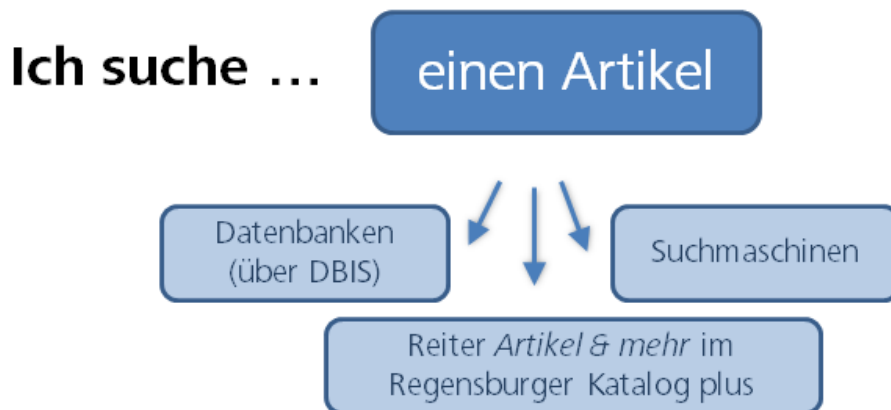 Ich suche … einen Artikel
Datenbanken
(über DBIS)
Suchmaschinen
Reiter Artikel & mehr im
Regensburger Katalog plus